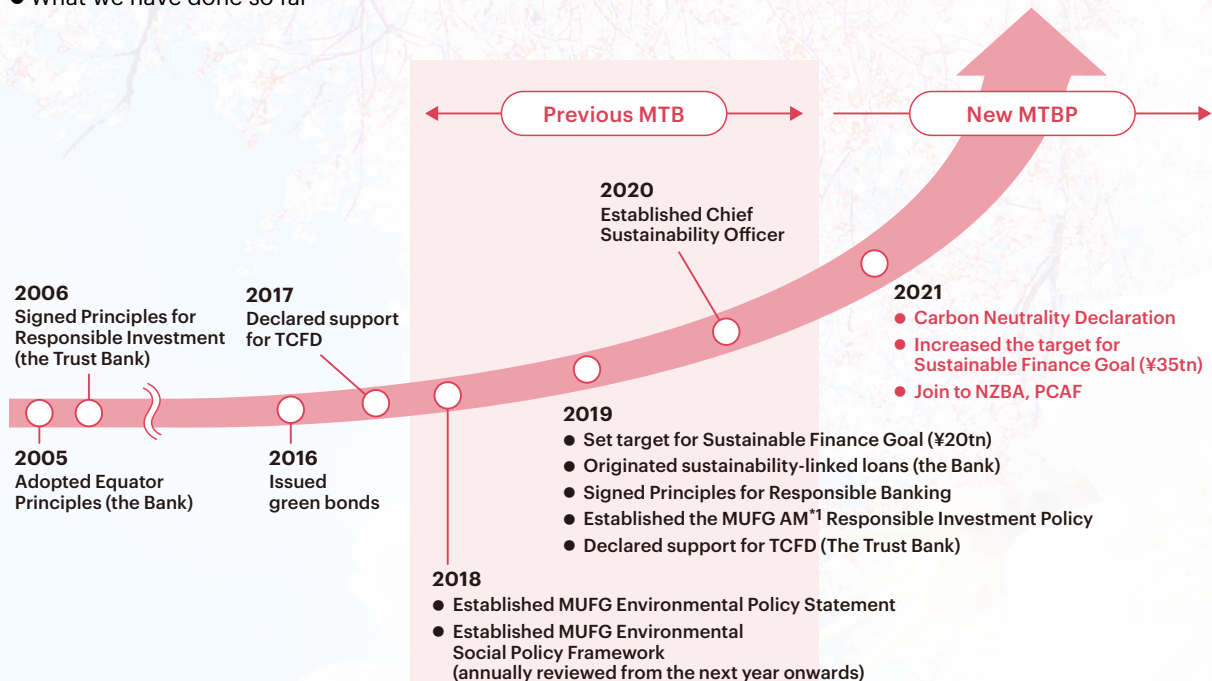 ● What we have done so far
Previous MTB
New MTBP
2020
Established Chief
Sustainability Officer
2006
Signed Principles for
Responsible Investment
(the Trust Bank)
2017
Declared support
for TCFD
2021
● Carbon Neutrality Declaration
● Increased the target for
Sustainable Finance Goal (¥35tn)
● Join to NZBA, PCAF
2005
Adopted Equator
Principles (the Bank)
2016
Issued
green bonds
2019
● Set target for Sustainable Finance Goal (¥20tn)
● Originated sustainability-linked loans (the Bank)
● Signed Principles for Responsible Banking
● Established the MUFG AM*1 Responsible Investment Policy
● Declared support for TCFD (The Trust Bank)
2018
● Established MUFG Environmental Policy Statement
● Established MUFG Environmental
Social Policy Framework
(annually reviewed from the next year onwards)